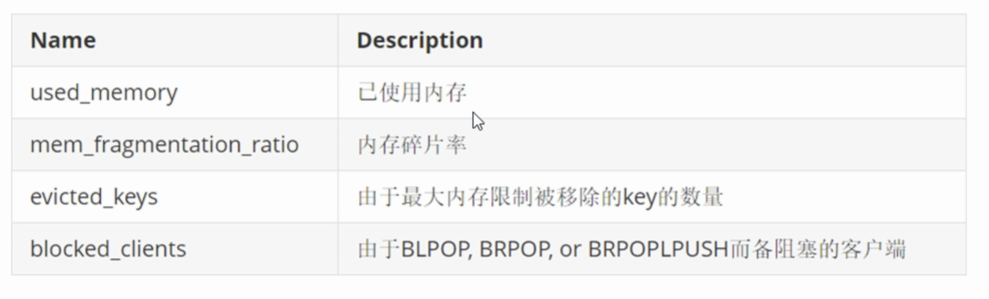 Name Description
used_memory 已使用内存
mem_fragmentation_ratio 内存碎片率
evicted_keys 由于最大内存限制被移除的key的数量
blocked_clients 由于BLPOP, BRPOP, or BRPOPLPUSH而备阻塞的客户端